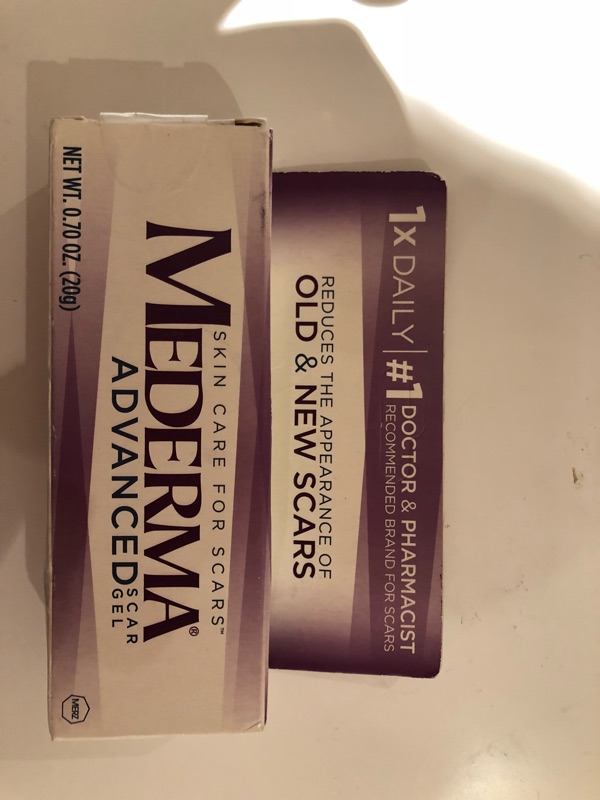 1X DAILY | #1 DOCTOR & PHARMACIST
RECOMMENDED BRAND FOR SCARS
REDUCES THE APPEARANCE OF
OLD & NEW SCARS
SKIN CARE FOR SCARS™
MEDERMA®
ADVANCED SCAR
GEL
NET WT. 0.70 OZ. (20g)
MERZ